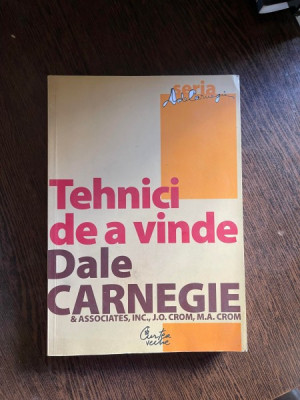 seria
Tehnici
de a vinde
Dale
CARNEGIE
& ASSOCIATES, INC., J.O. CROM, M.A. CROM
Curtea
veche